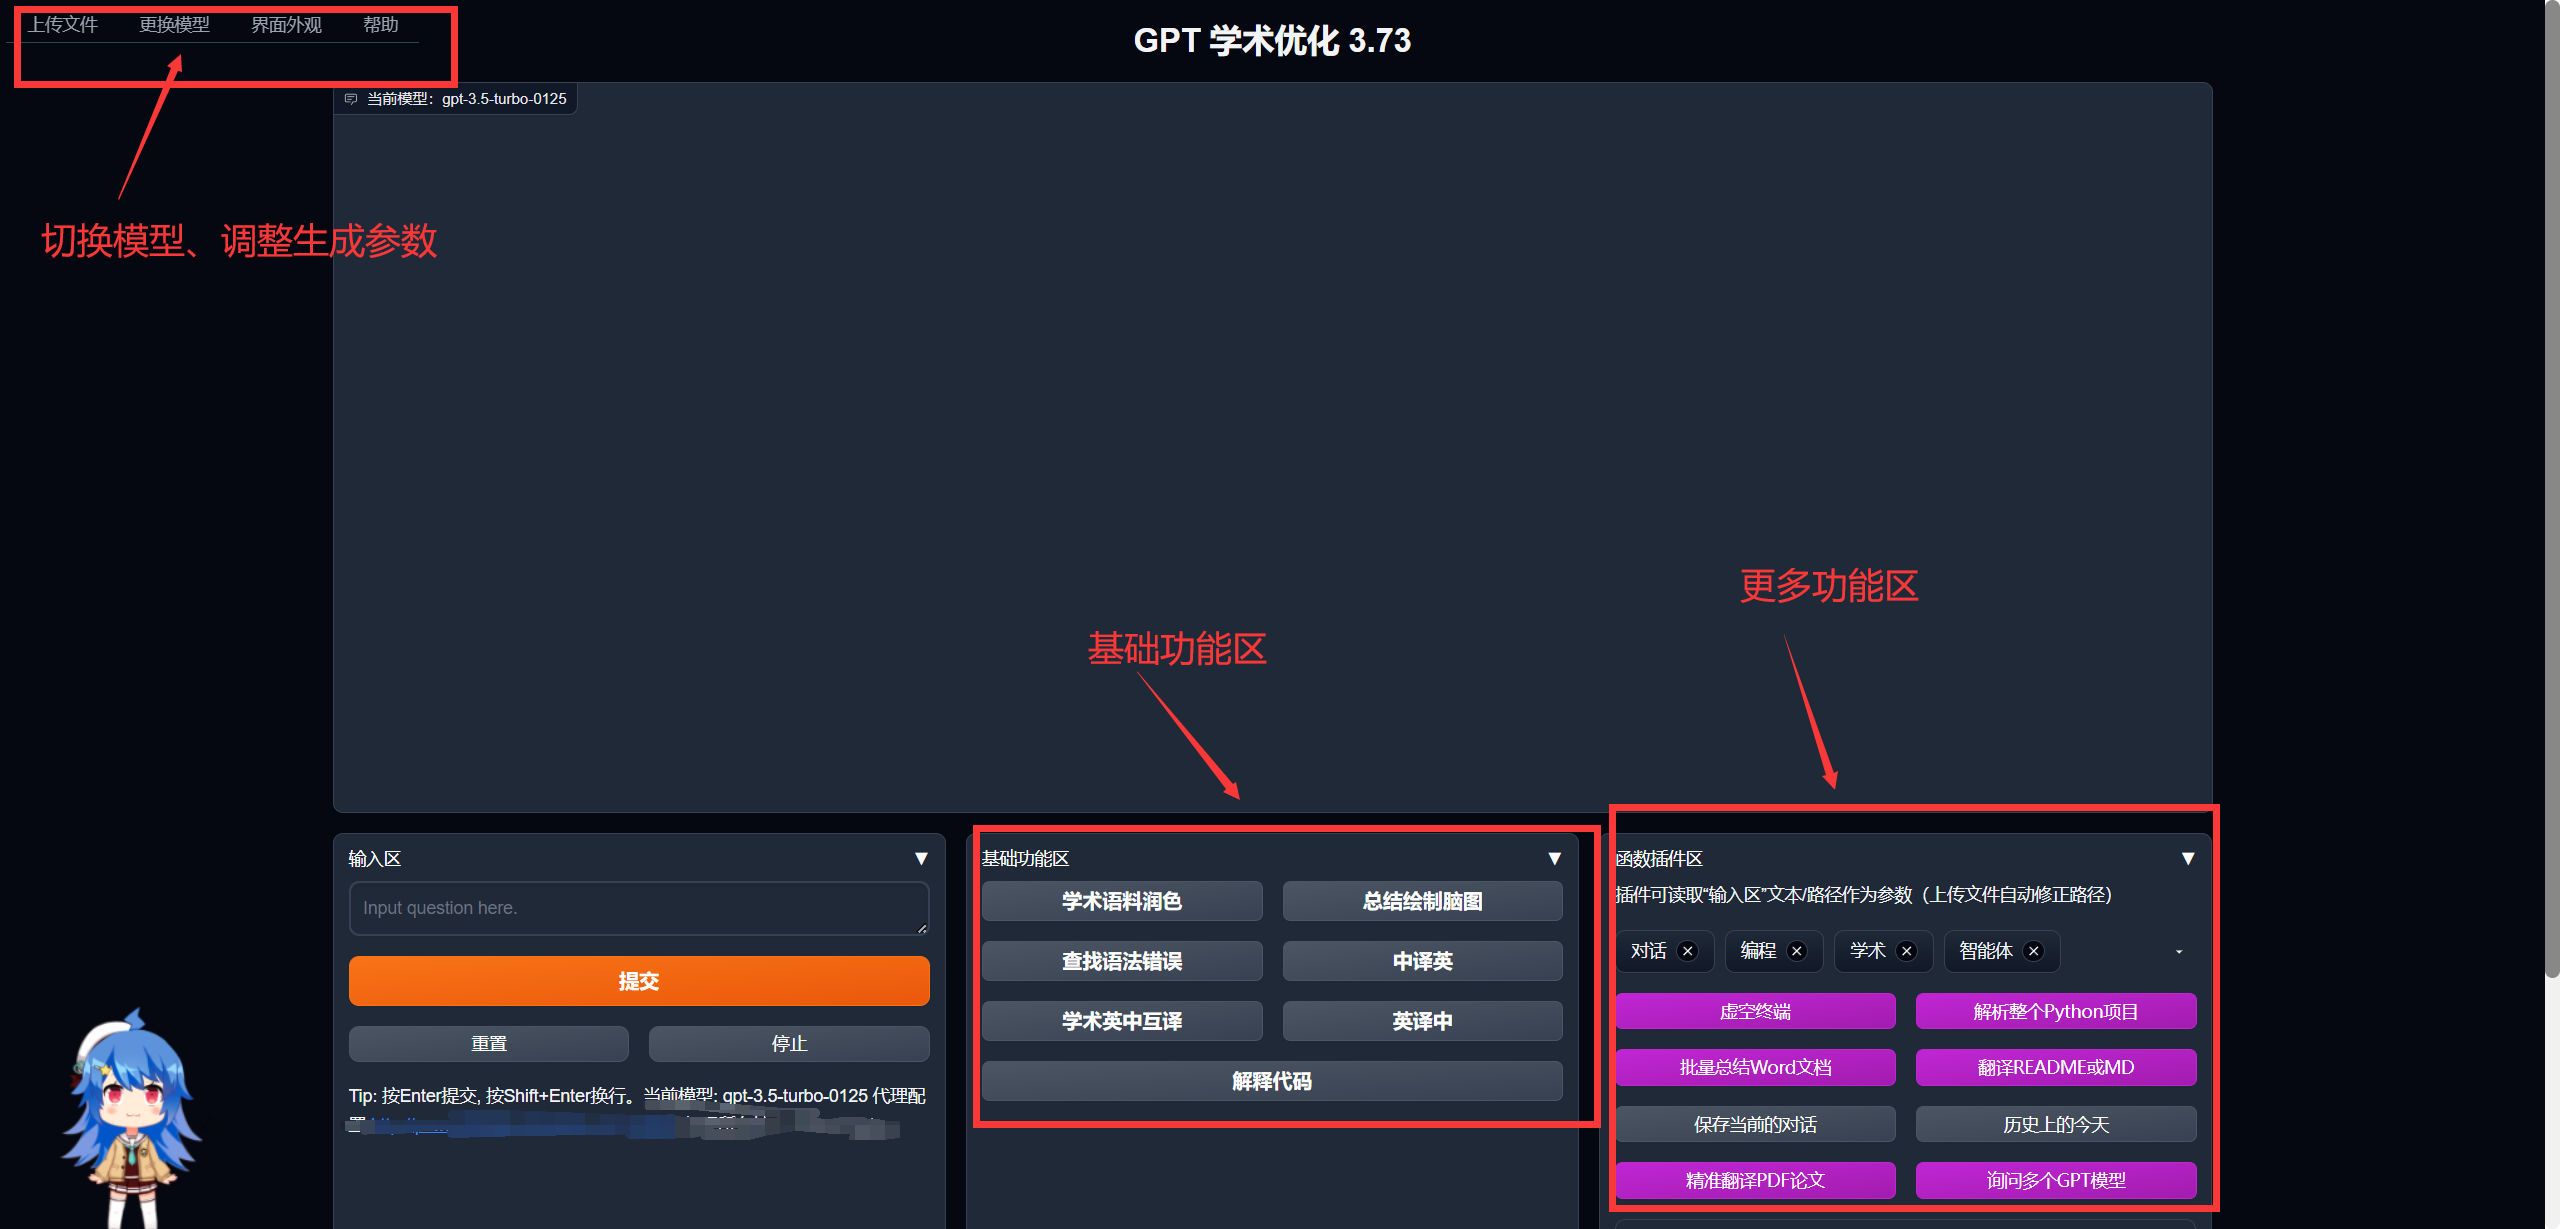 上传文件 更换模型 界面外观 帮助
GPT 学术优化 3.73
当前模型：gpt-3.5-turbo-0125
切换模型、调整生成参数
更多功能区
基础功能区
输入区 ▼
Input question here.
提交
重置 停止
Tip: 按Enter提交, 按Shift+Enter换行。当前模型: gpt-3.5-turbo-0125 代理配
基础功能区 ▼
学术语料润色 总结绘制脑图
查找语法错误 中译英
学术英中互译 英译中
解释代码
函数插件区 ▼
插件可读取“输入区”文本/路径作为参数（上传文件自动修正路径）
对话 编程 学术 智能体
虚空终端 解析整个Python项目
批量总结Word文档 翻译README或MD
保存当前的对话 历史上的今天
精准翻译PDF论文 询问多个GPT模型